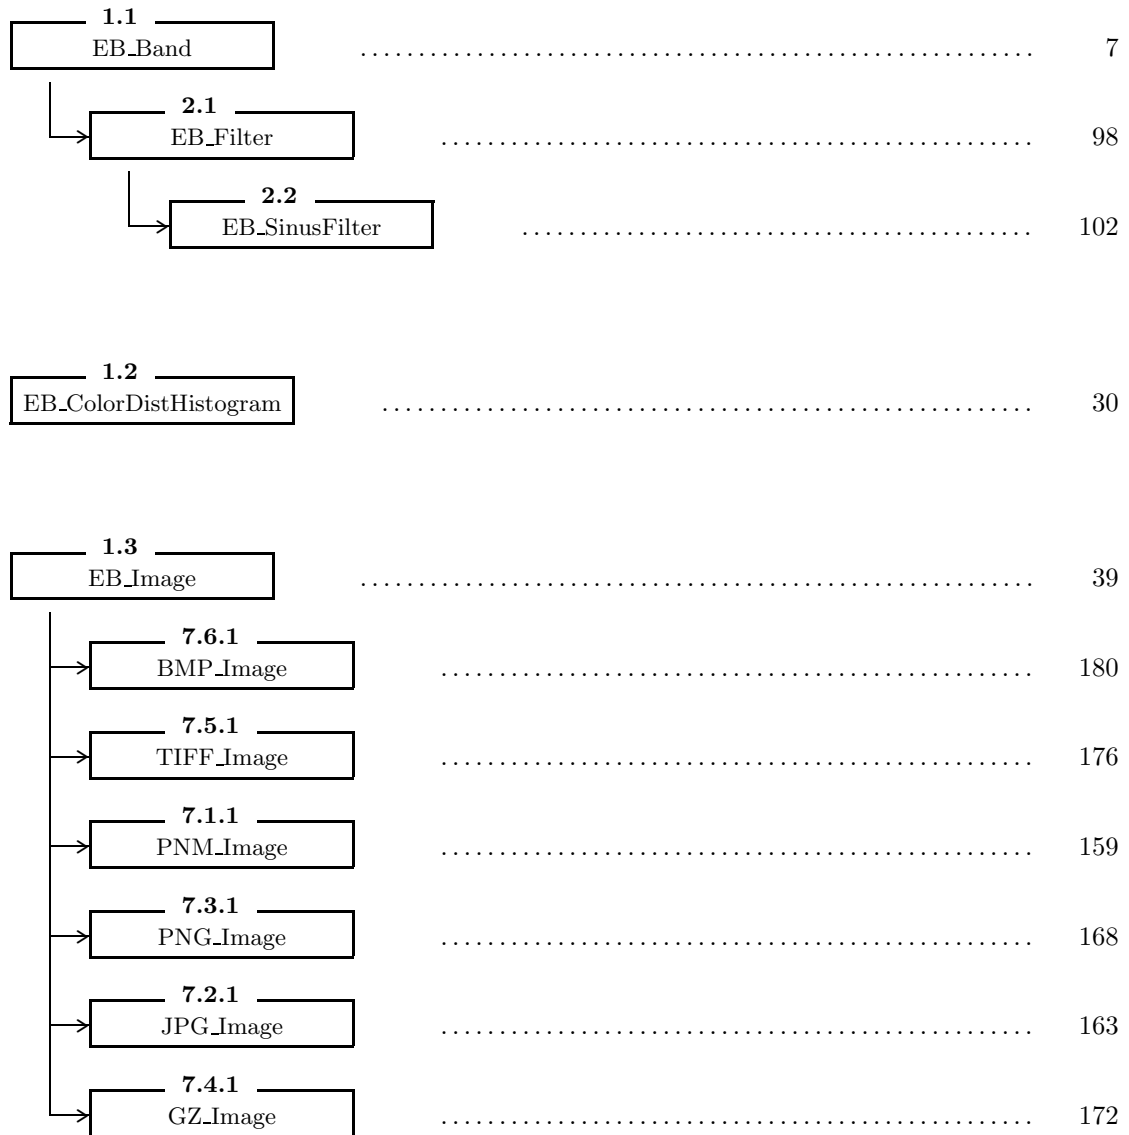 1.1
EB_Band ........................................................ 7
2.1
EB_Filter ................................................. 98
2.2
EB_SinusFilter .......................................... 102
1.2
EB_ColorDistHistogram ...................................................... 30
1.3
EB_Image ........................................................ 39
7.6.1
BMP_Image ................................................. 180
7.5.1
TIFF_Image ................................................. 176
7.1.1
PNM_Image ................................................. 159
7.3.1
PNG_Image ................................................. 168
7.2.1
JPG_Image ................................................. 163
7.4.1
GZ_Image ................................................. 172